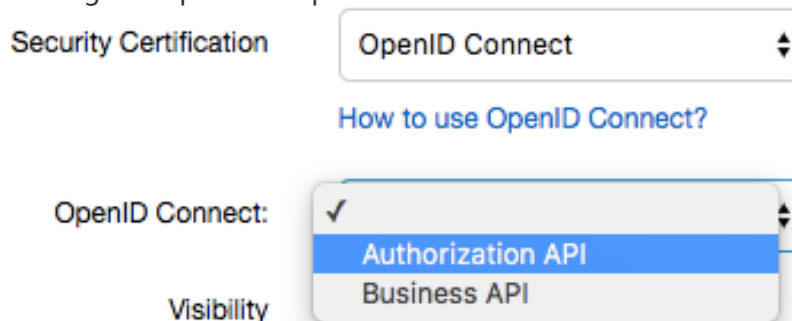 Security Certification
OpenID Connect
How to use OpenID Connect?
OpenID Connect:
✓
Authorization API
Business API
Visibility